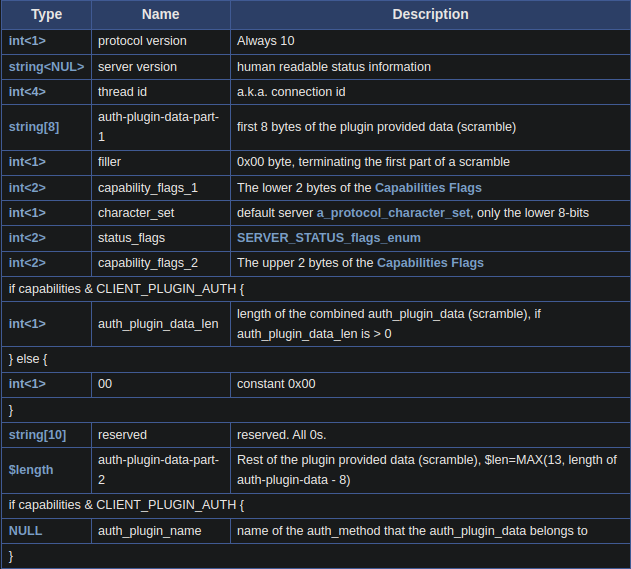 Type Name Description
int<1> protocol version Always 10
string<NUL> server version human readable status information
int<4> thread id a.k.a. connection id
string[8] auth-plugin-data-part-
1 first 8 bytes of the plugin provided data (scramble)
int<1> filler 0x00 byte, terminating the first part of a scramble
int<2> capability_flags_1 The lower 2 bytes of the Capabilities Flags
int<1> character_set default server a_protocol_character_set, only the lower 8-bits
int<2> status_flags SERVER_STATUS_flags_enum
int<2> capability_flags_2 The upper 2 bytes of the Capabilities Flags
if capabilities & CLIENT_PLUGIN_AUTH {
int<1> auth_plugin_data_len length of the combined auth_plugin_data (scramble), if
auth_plugin_data_len is > 0
} else {
int<1> 00 constant 0x00
}
string[10] reserved reserved. All 0s.
$length auth-plugin-data-part-
2 Rest of the plugin provided data (scramble), $len=MAX(13, length of
auth-plugin-data - 8)
if capabilities & CLIENT_PLUGIN_AUTH {
NULL auth_plugin_name name of the auth_method that the auth_plugin_data belongs to
}